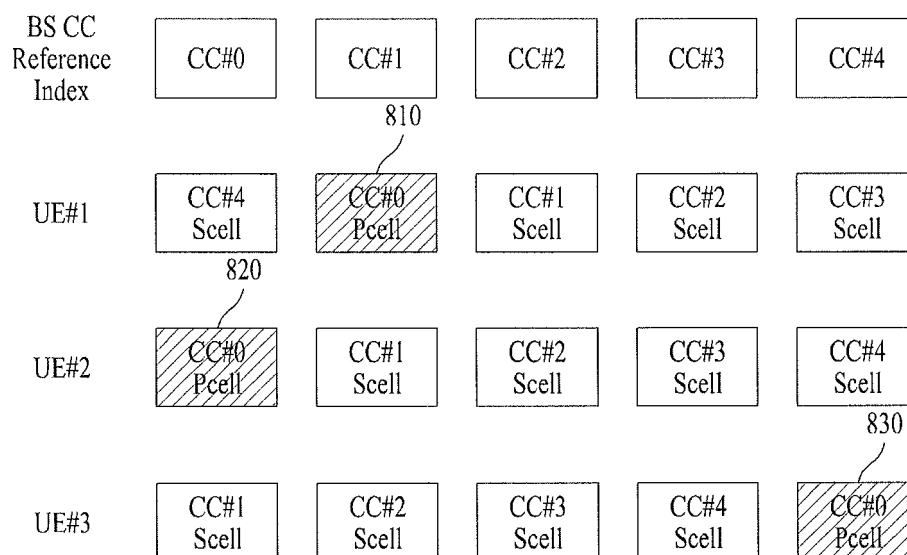 BS CC
Reference
Index
CC#0
CC#1
CC#2
CC#3
CC#4
810
UE#1
CC#4
Scell
CC#0
Pcell
CC#1
Scell
CC#2
Scell
CC#3
Scell
820
UE#2
CC#0
Pcell
CC#1
Scell
CC#2
Scell
CC#3
Scell
CC#4
Scell
830
UE#3
CC#1
Scell
CC#2
Scell
CC#3
Scell
CC#4
Scell
CC#0
Pcell